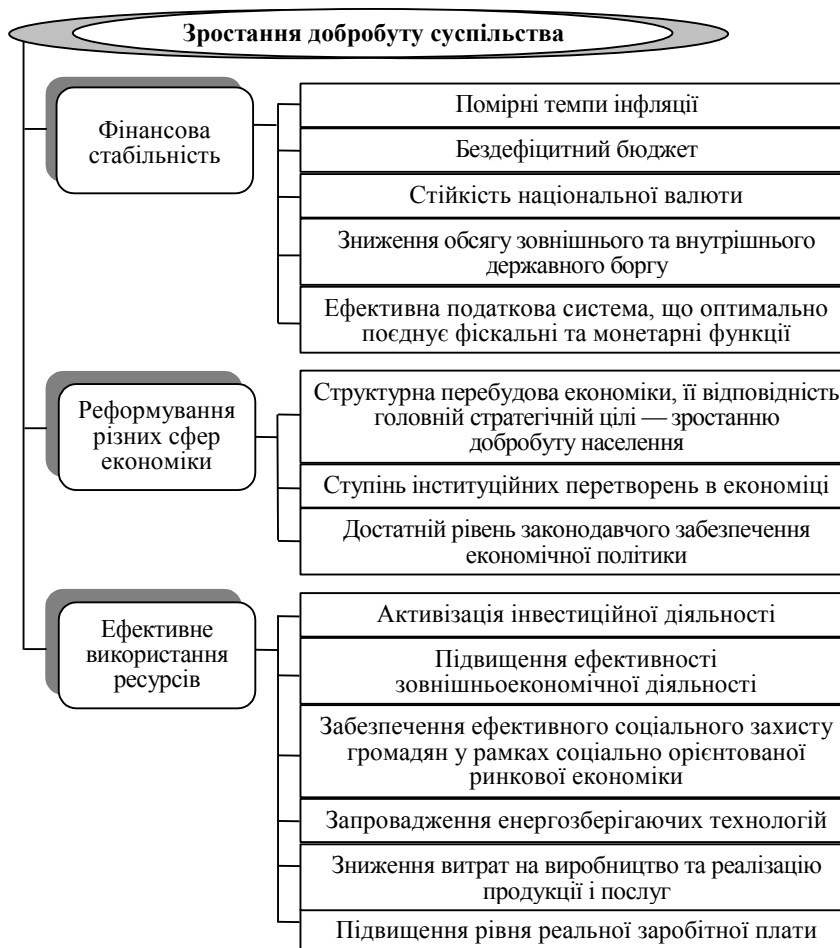 Зростання добробуту суспільства
Фінансова
стабільність
Помірні темпи інфляції
Бездефіцитний бюджет
Стійкість національної валюти
Зниження обсягу зовнішнього та внутрішнього
державного боргу
Ефективна податкова система, що оптимально
поєднує фіскальні та монетарні функції
Реформування
різних сфер
економіки
Структурна перебудова економіки, її відповідність
головній стратегічній цілі — зростанню
добробуту населення
Ступінь інституційних перетворень в економіці
Достатній рівень законодавчого забезпечення
економічної політики
Ефективне
використання
ресурсів
Активізація інвестиційної діяльності
Підвищення ефективності
зовнішньоекономічної діяльності
Забезпечення ефективного соціального захисту
громадян у рамках соціально орієнтованої
ринкової економіки
Запровадження енергозберігаючих технологій
Зниження витрат на виробництво та реалізацію
продукції і послуг
Підвищення рівня реальної заробітної плати